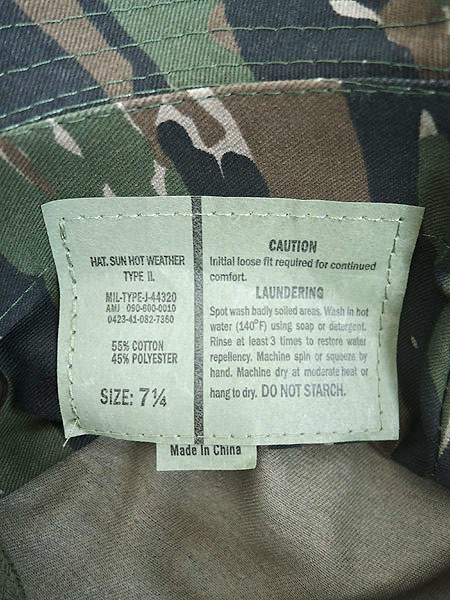 HAT. SUN HOT WEATHER
TYPE II.
MIL-TYPE-J-44320
AMJ 090-600-0010
0423-41-082-7360
55% COTTON
45% POLYESTER
SIZE: 7¼
CAUTION
Initial loose fit required for continued
comfort.
LAUNDERING
Spot wash badly soiled areas. Wash in hot
water (140°F) using soap or detergent.
Rinse at least 3 times to restore water
repellency. Machine spin or squeeze by
hand. Machine dry at moderate heat or
hang to dry. DO NOT STARCH.
Made In China